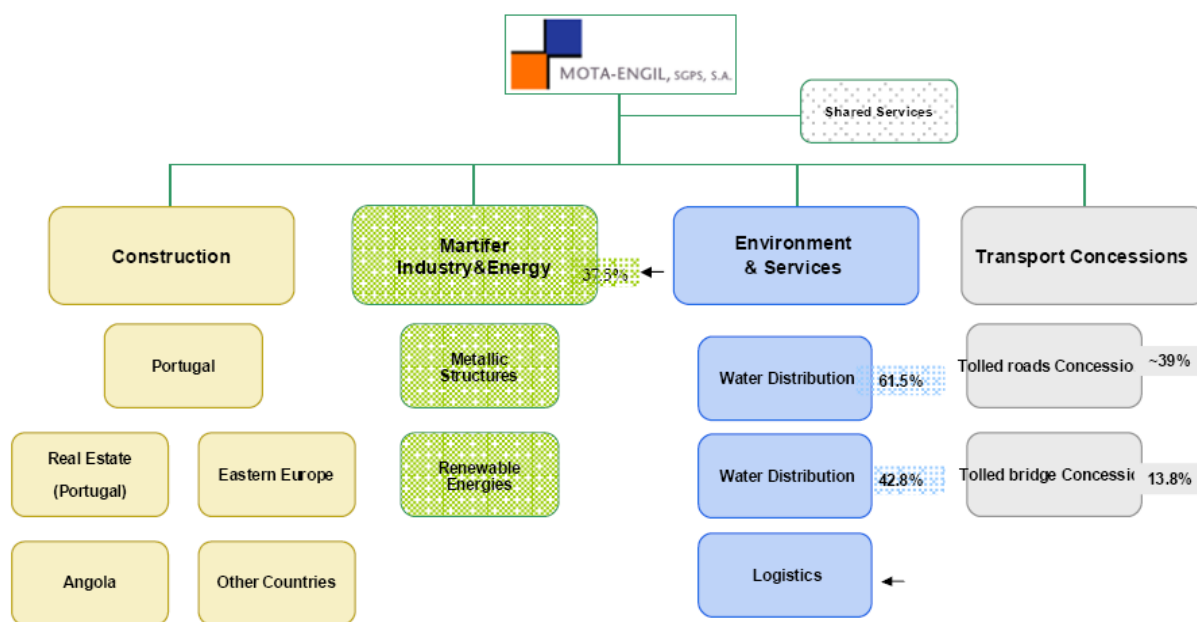 MOTA-ENGIL, SGPS, S.A.
Shared Services
Construction
Martifer
Industry&Energy
37.5%
Environment
& Services
Transport Concessions
Portugal
Metallic
Structures
Water Distribution
61.5%
Tolled roads Concessio
~39%
Real Estate
(Portugal)
Eastern Europe
Renewable
Energies
Water Distribution
42.8%
Tolled bridge Concessio
13.8%
Angola
Other Countries
Logistics